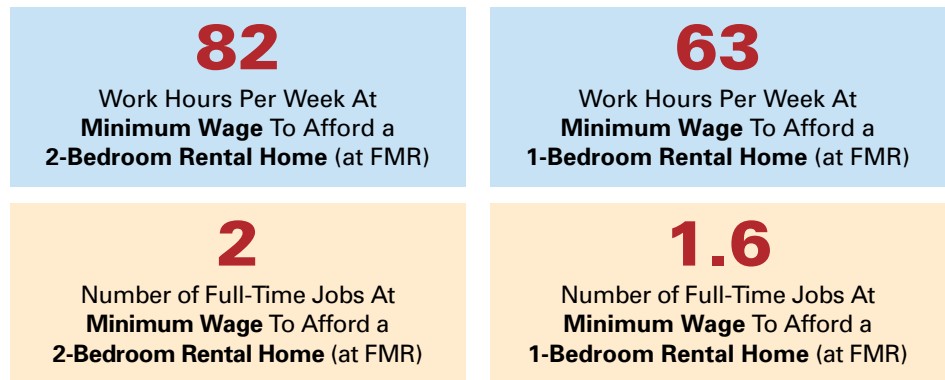 82
Work Hours Per Week At
Minimum Wage To Afford a
2-Bedroom Rental Home (at FMR)
63
Work Hours Per Week At
Minimum Wage To Afford a
1-Bedroom Rental Home (at FMR)
2
Number of Full-Time Jobs At
Minimum Wage To Afford a
2-Bedroom Rental Home (at FMR)
1.6
Number of Full-Time Jobs At
Minimum Wage To Afford a
1-Bedroom Rental Home (at FMR)